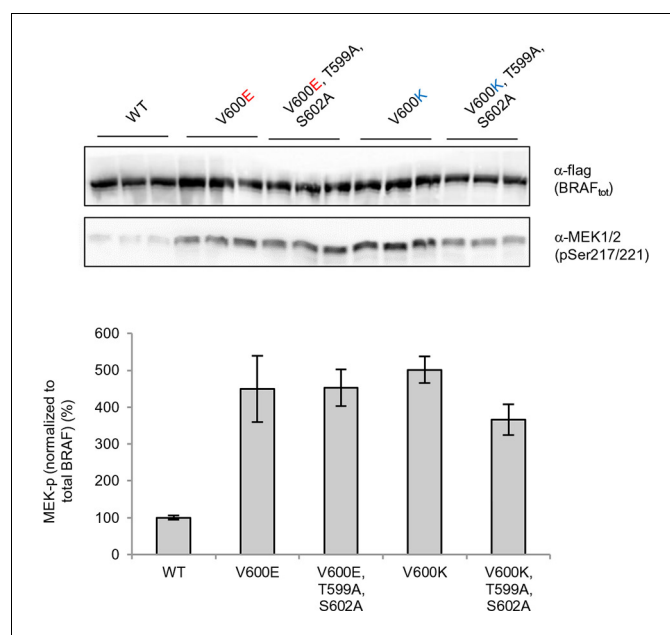 WT
V600E
V600E, T599A,
S602A
V600K
V600K, T599A,
S602A
α-flag
(BRAFtot)
α-MEK1/2
(pSer217/221)
MEK-p (normalized to
total BRAF) (%)
600
500
400
300
200
100
0
WT
V600E
V600E,
T599A,
S602A
V600K
V600K,
T599A,
S602A